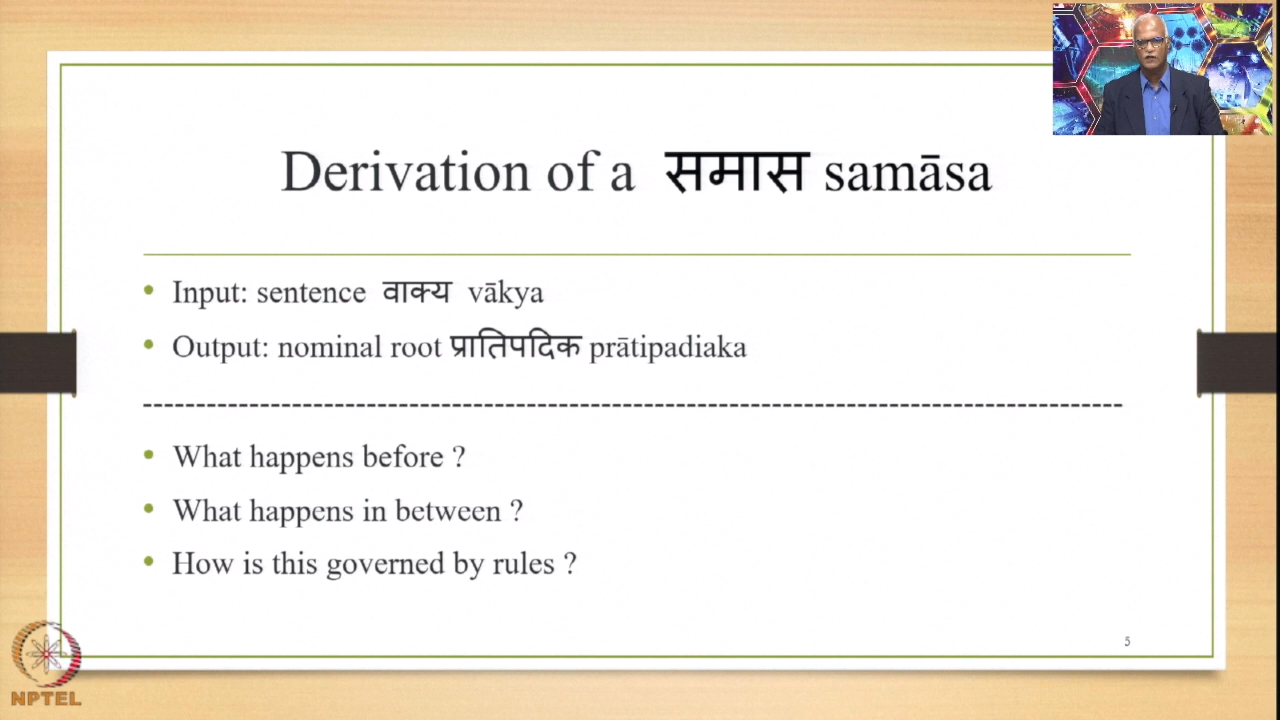 Derivation of a समास samāsa
• Input: sentence वाक्य vākya
• Output: nominal root प्रातिपदिक prātipadiaka
--------------------------------------------------------------------------------------------
• What happens before ?
• What happens in between ?
• How is this governed by rules ?
5
NPTEL